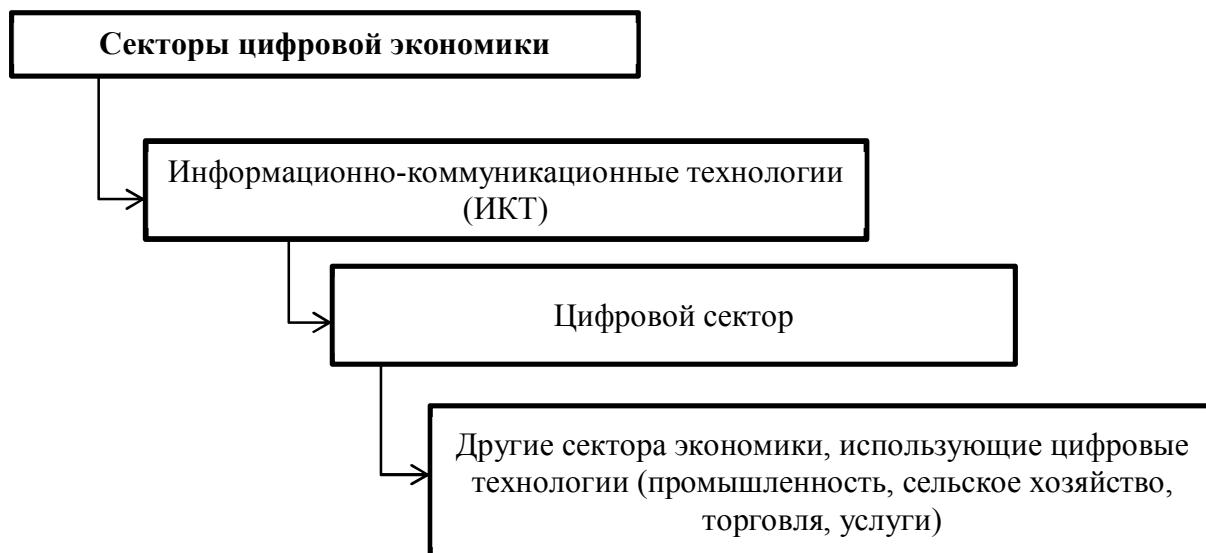 Секторы цифровой экономики
Информационно-коммуникационные технологии
(ИКТ)
Цифровой сектор
Другие сектора экономики, использующие цифровые
технологии (промышленность, сельское хозяйство,
торговля, услуги)